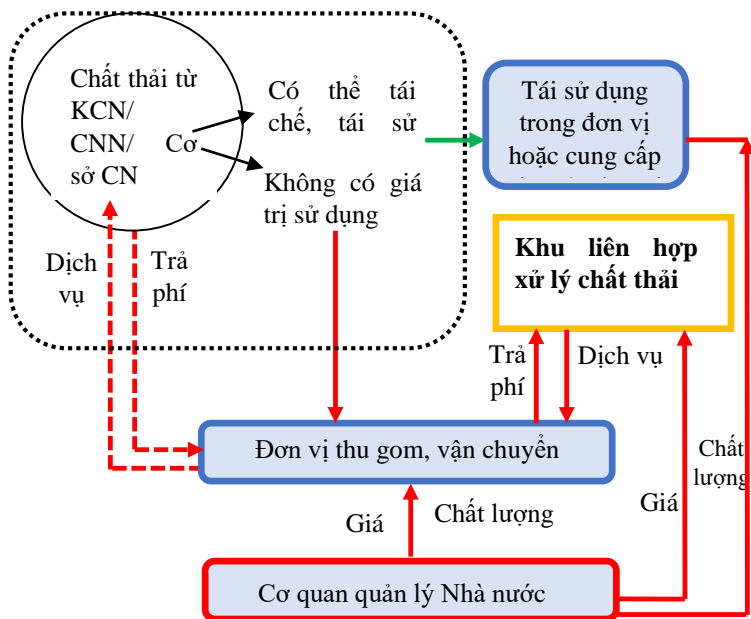 Chất thải từ
KCN/
CNN/ Cơ
sở CN
Có thể tái
chế, tái sử
Không có giá
trị sử dụng
Tái sử dụng
trong đơn vị
hoặc cung cấp
Khu liên hợp
xử lý chất thải
Dịch
vụ
Trả
phí
Trả
phí
Dịch vụ
Đơn vị thu gom, vận chuyển
Giá
Chất lượng
Giá
Chất
lượng
Cơ quan quản lý Nhà nước